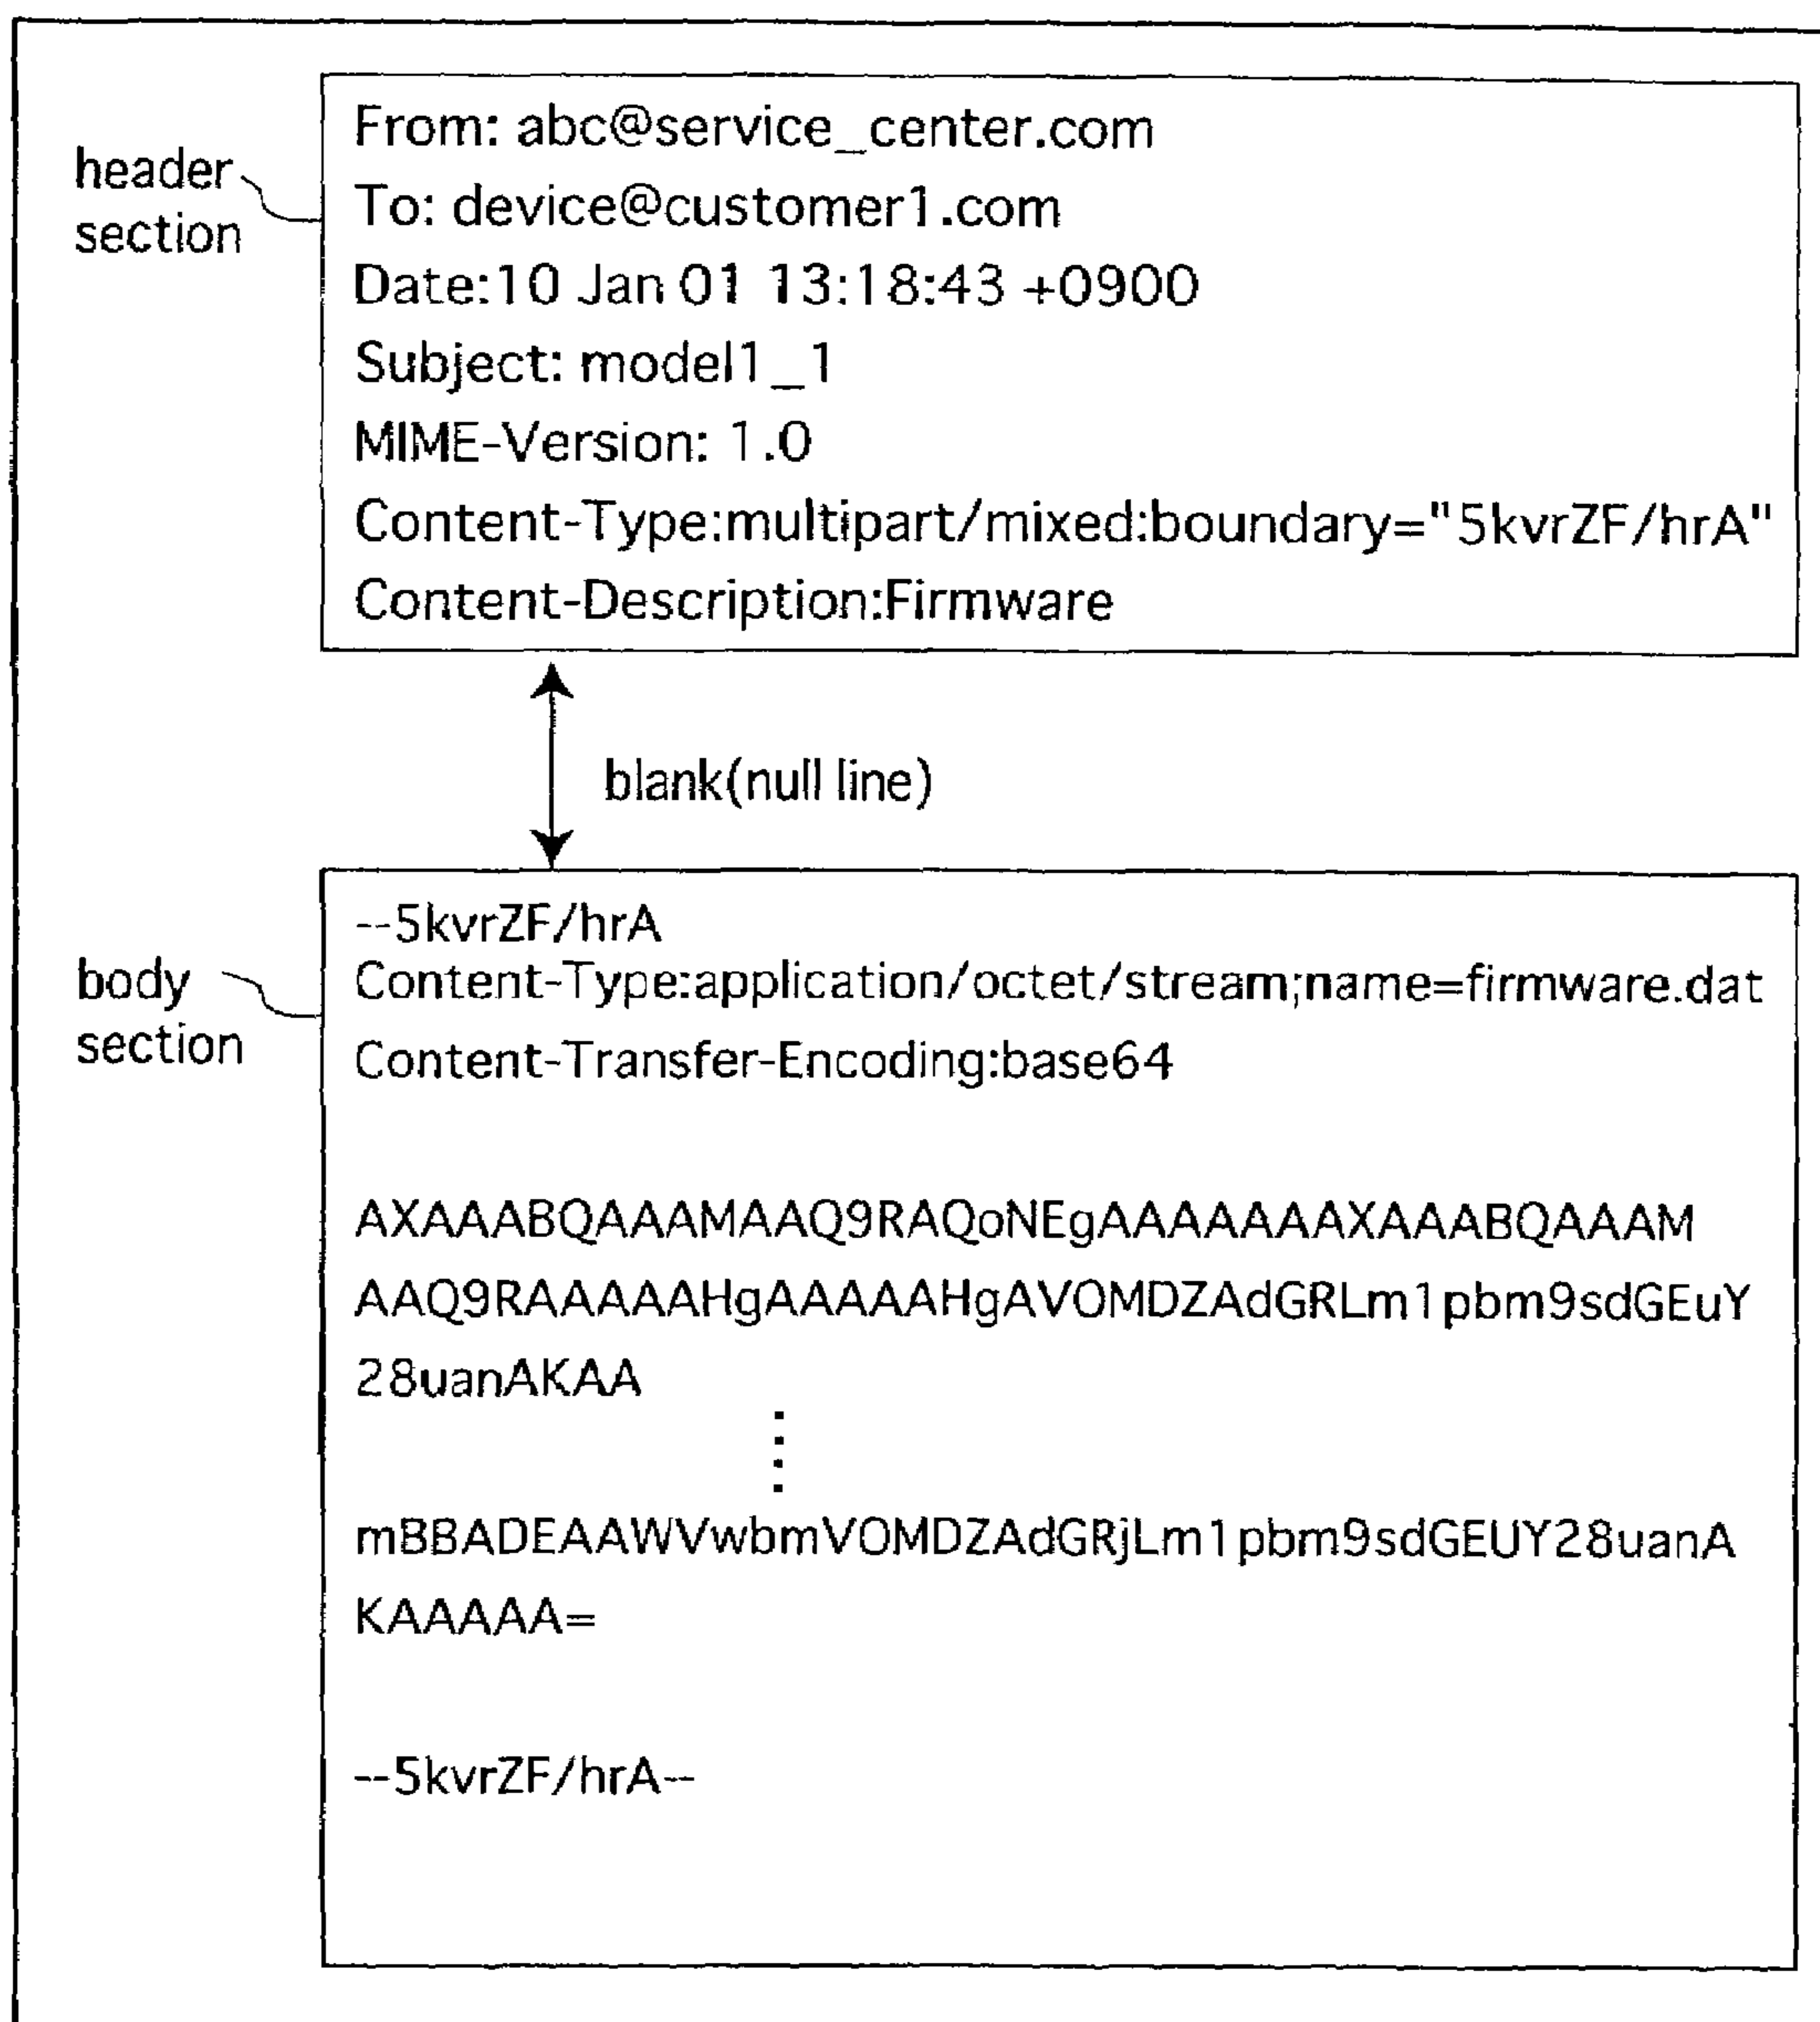 header
section
From: abc@service_center.com
To: device@customer1.com
Date:10 Jan 01 13:18:43 +0900
Subject: model1_1
MIME-Version: 1.0
Content-Type:multipart/mixed:boundary="5kvrZF/hrA"
Content-Description:Firmware
blank(null line)
body
section
--5kvrZF/hrA
Content-Type:application/octet/stream;name=firmware.dat
Content-Transfer-Encoding:base64
AXAAABQAAAMAAQ9RAQoNEgAAAAAAAXAAABQAAAM
AAQ9RAAAAAHgAAAAAHgAVOMDZAdGRLm1pbm9sdGEuY
28uanAKAA
mBBADEAAWVwbmVOMDZAdGRjLm1pbm9sdGEUY28uanA
KAAAAA=
--5kvrZF/hrA--